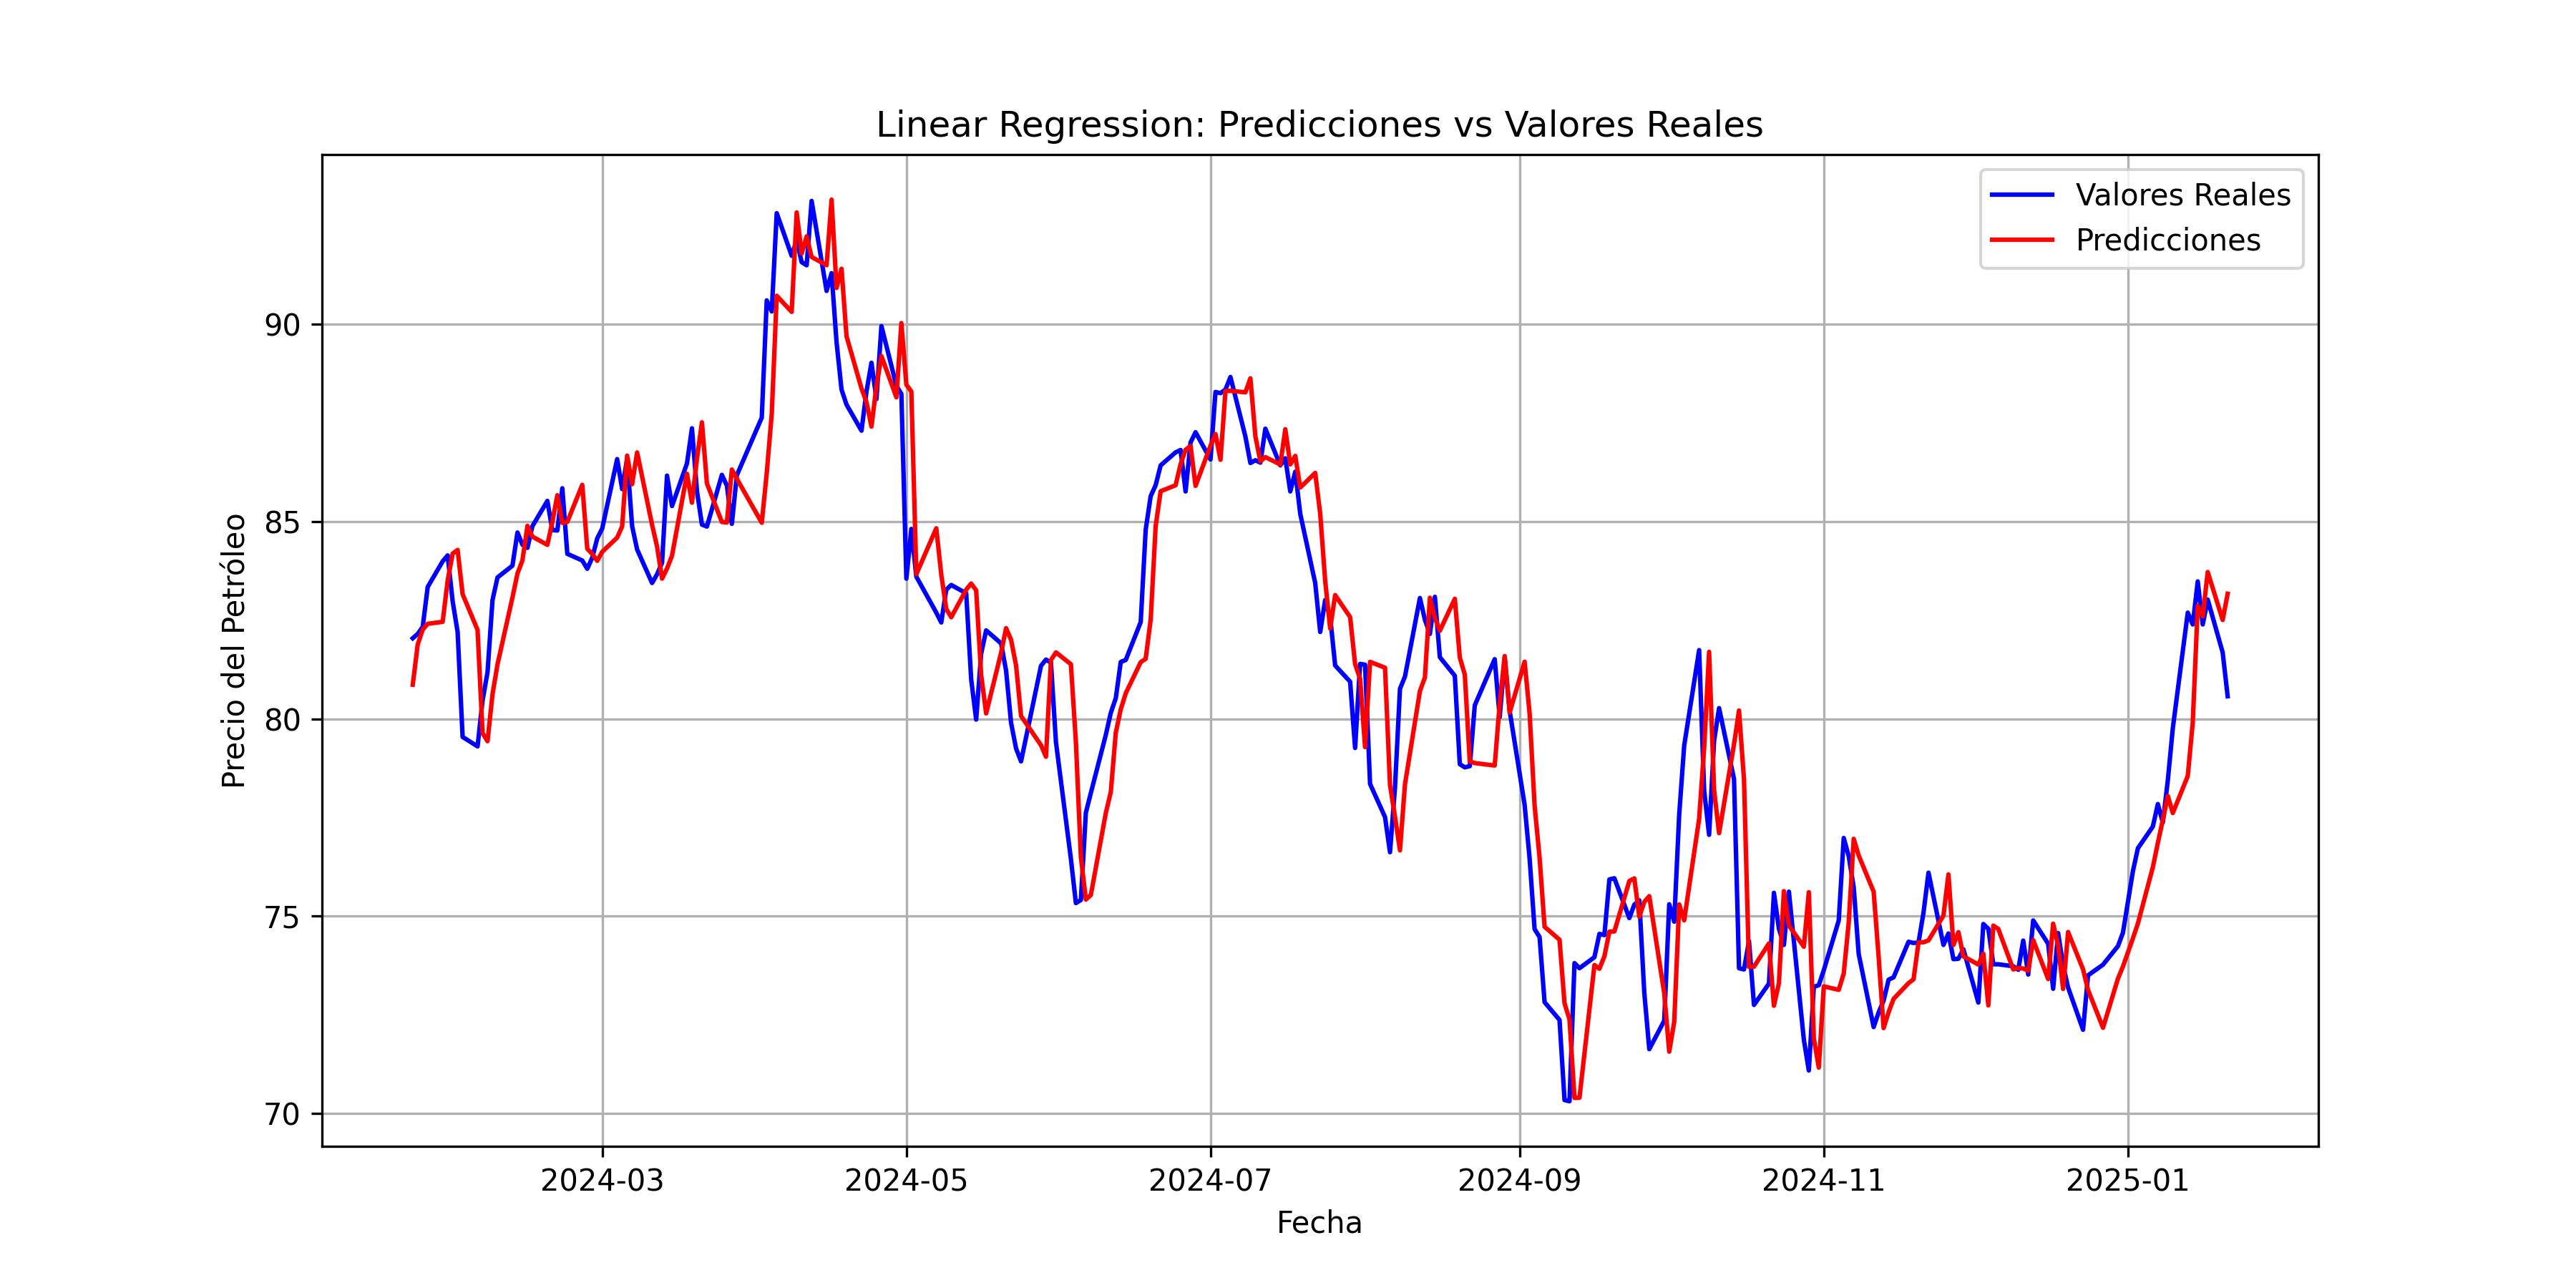 Linear Regression: Predicciones vs Valores Reales
Valores Reales
Predicciones
Precio del Petróleo
90
85
80
75
70
2024-03
2024-05
2024-07
2024-09
2024-11
2025-01
Fecha